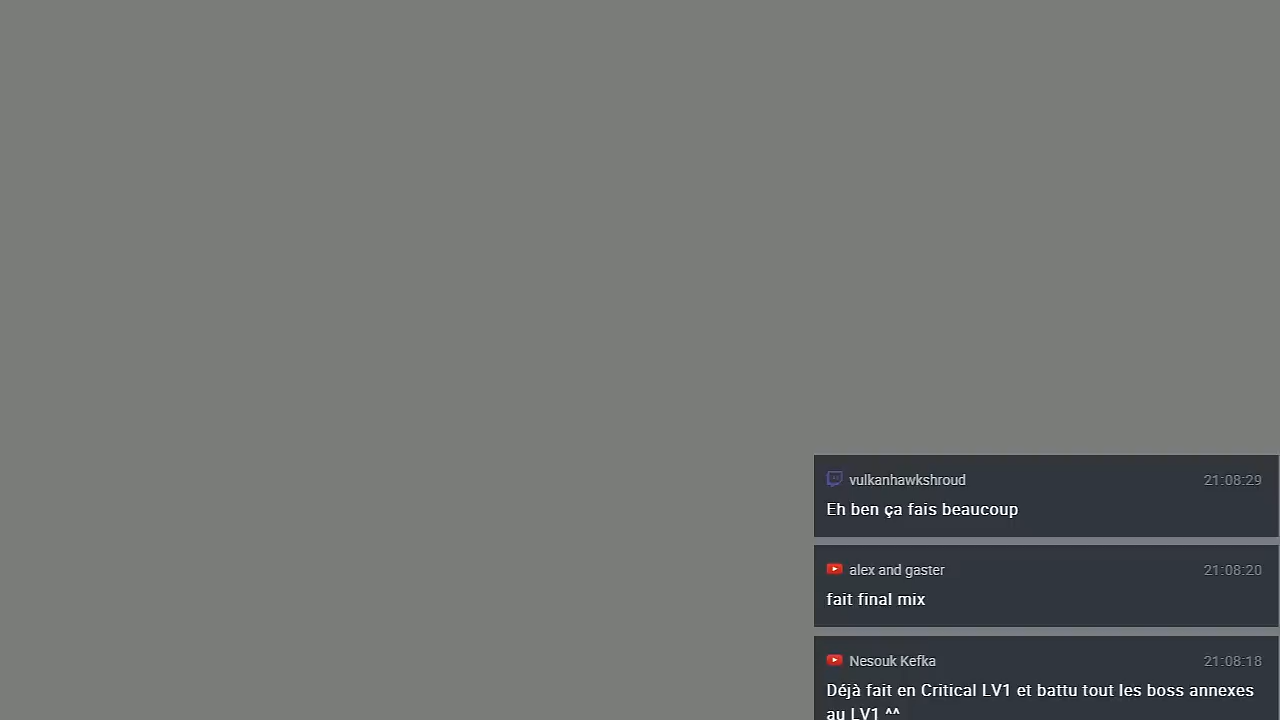 vulkanhawkshroud 21:08:29
Eh ben ça fais beaucoup
alex and gaster 21:08:20
fait final mix
Nesouk Kefka 21:08:18
Déjà fait en Critical LV1 et battu tout les boss annexes
au LV1 ^^